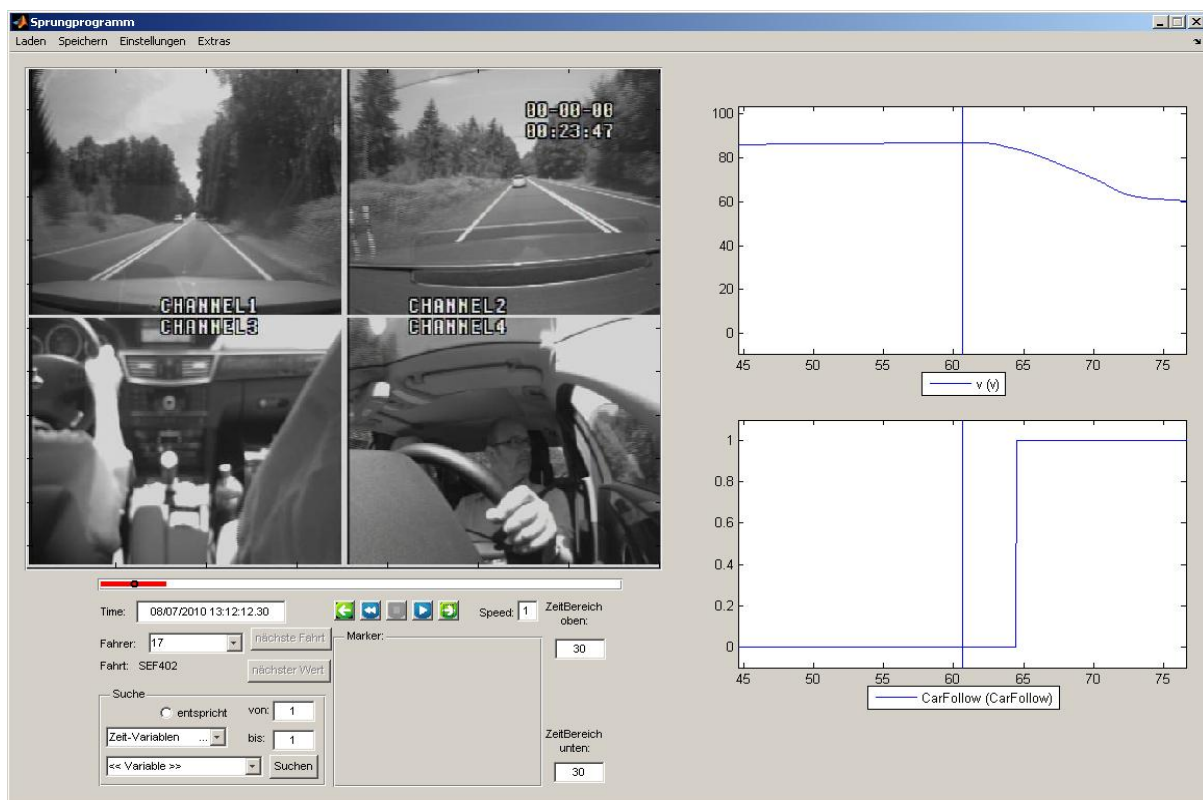 Sprungprogramm
Laden Speichern Einstellungen Extras
00-00-00
00:23:47
CHANNEL1 CHANNEL2
CHANNEL3 CHANNEL4
100
80
60
40
20
0
45 50 55 60 65 70 75
v (v)
1
0.8
0.6
0.4
0.2
0
45 50 55 60 65 70 75
CarFollow (CarFollow)
Time: 08/07/2010 13:12:12.30
Speed: 1
ZeitBereich
oben:
30
Fahrer: 17
nächste Fahrt
Marker:
Fahrt: SEF402
nächster Wert
Suche
entspricht
von: 1
Zeit-Variablen ...
bis: 1
<< Variable >>
Suchen
ZeitBereich
unten:
30